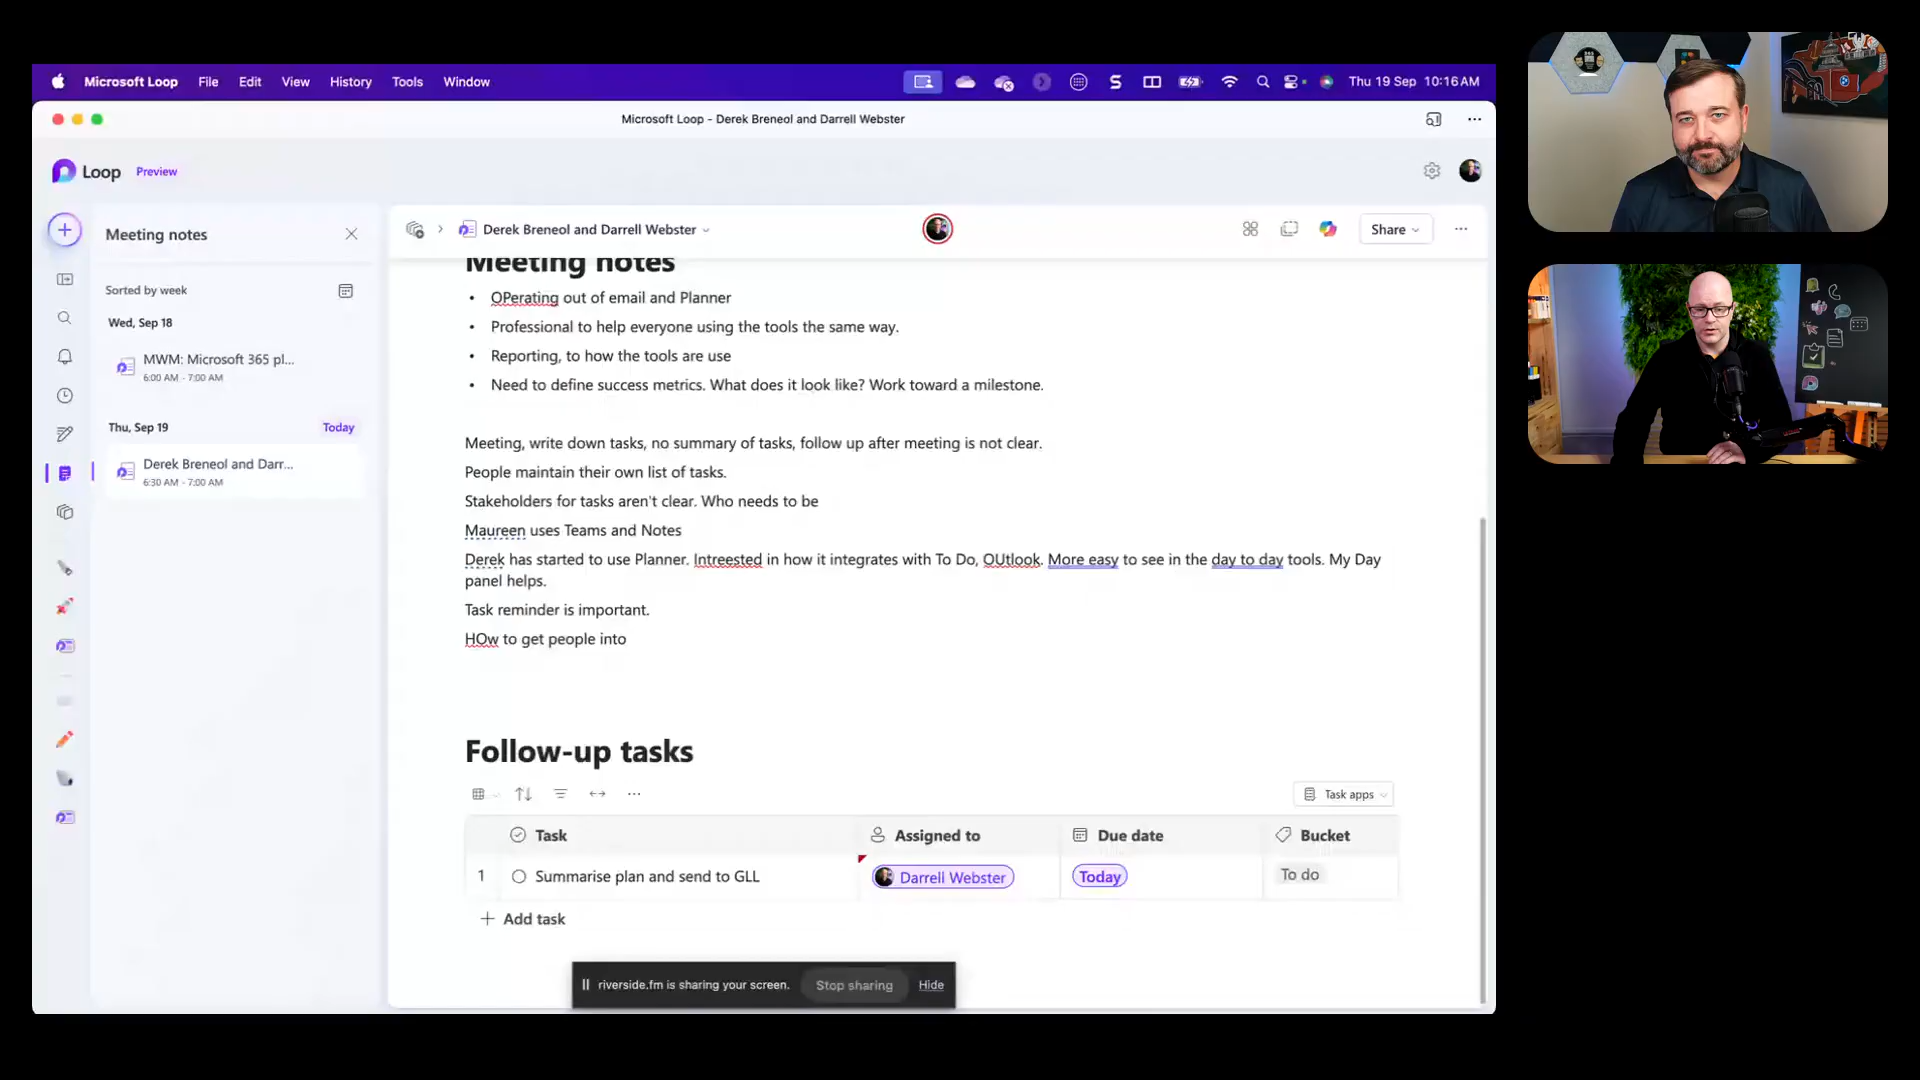 Microsoft Loop File Edit View History Tools Window Thu 19 Sep 10:16 AM
Microsoft Loop - Derek Breneol and Darrell Webster
Loop Preview
Meeting notes
Sorted by week
Wed, Sep 18
MWM: Microsoft 365 pl...
6:00 AM - 7:00 AM
Thu, Sep 19 Today
Derek Breneol and Darr...
6:30 AM - 7:00 AM
Derek Breneol and Darrell Webster
Share
Meeting notes
• OPerating out of email and Planner
• Professional to help everyone using the tools the same way.
• Reporting, to how the tools are use
• Need to define success metrics. What does it look like? Work toward a milestone.
Meeting, write down tasks, no summary of tasks, follow up after meeting is not clear.
People maintain their own list of tasks.
Stakeholders for tasks aren't clear. Who needs to be
Maureen uses Teams and Notes
Derek has started to use Planner. Intreested in how it integrates with To Do, OUtlook. More easy to see in the day to day tools. My Day
panel helps.
Task reminder is important.
HOw to get people into
Follow-up tasks
Task apps
Task Assigned to Due date Bucket
1 Summarise plan and send to GLL Darrell Webster Today To do
+ Add task
riverside.fm is sharing your screen. Stop sharing Hide